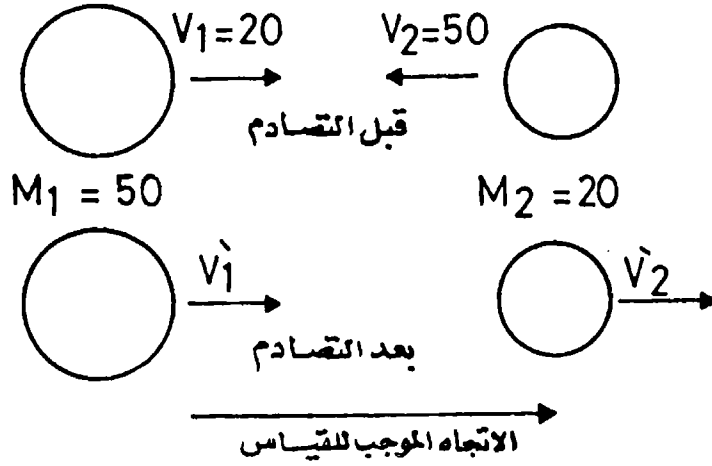 V1=20 V2=50
قبل التصادم
M1 = 50 M2 = 20
V̀1 V̀2
بعد التصادم
الاتجاه الموجب للقياس